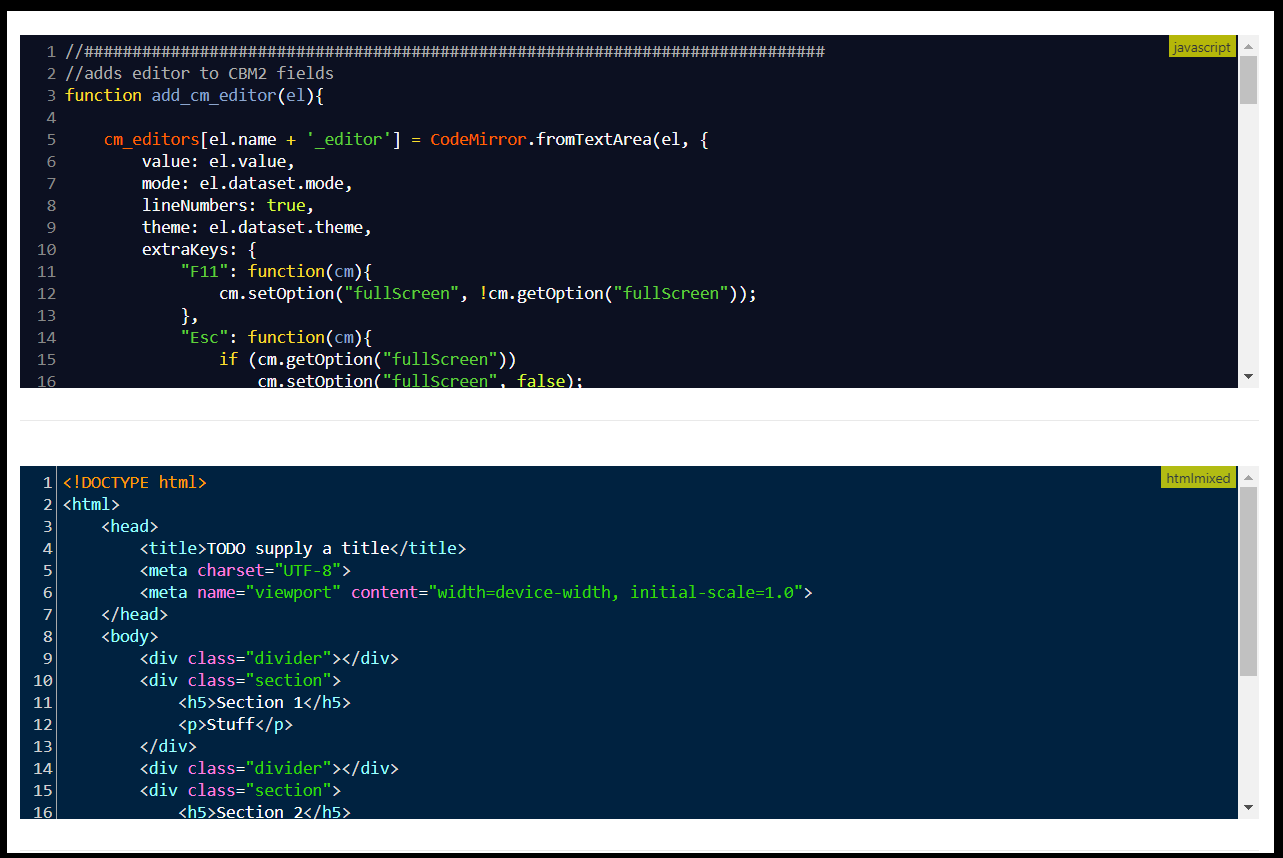 javascript
1 //#############################################################################
2 //adds editor to CBM2 fields
3 function add_cm_editor(el){
4
5     cm_editors[el.name + '_editor'] = CodeMirror.fromTextArea(el, {
6         value: el.value,
7         mode: el.dataset.mode,
8         lineNumbers: true,
9         theme: el.dataset.theme,
10         extraKeys: {
11             "F11": function(cm){
12                 cm.setOption("fullScreen", !cm.getOption("fullScreen"));
13             },
14             "Esc": function(cm){
15                 if (cm.getOption("fullScreen"))
16                     cm.setOption("fullScreen", false);
htmlmixed
1 <!DOCTYPE html>
2 <html>
3     <head>
4         <title>TODO supply a title</title>
5         <meta charset="UTF-8">
6         <meta name="viewport" content="width=device-width, initial-scale=1.0">
7     </head>
8     <body>
9         <div class="divider"></div>
10         <div class="section">
11             <h5>Section 1</h5>
12             <p>Stuff</p>
13         </div>
14         <div class="divider"></div>
15         <div class="section">
16             <h5>Section 2</h5>